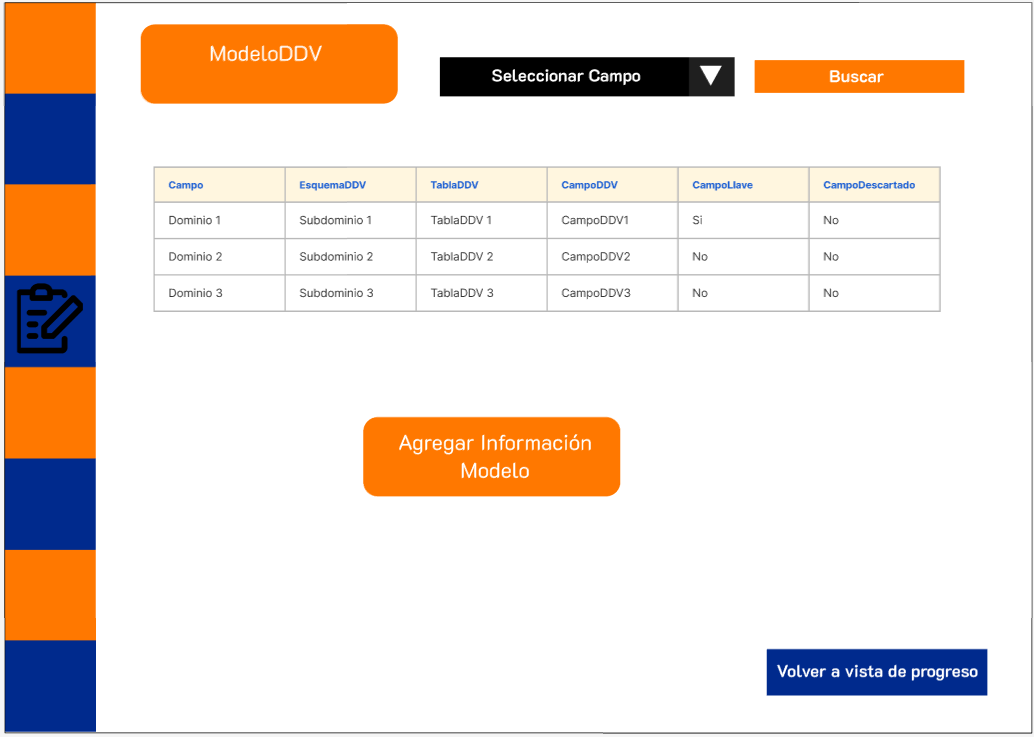 ModeloDDV
Seleccionar Campo
Buscar
Campo EsquemaDDV TablaDDV CampoDDV CampoLlave CampoDescartado
Dominio 1 Subdominio 1 TablaDDV 1 CampoDDV1 Si No
Dominio 2 Subdominio 2 TablaDDV 2 CampoDDV2 No No
Dominio 3 Subdominio 3 TablaDDV 3 CampoDDV3 No No
Agregar Información
Modelo
Volver a vista de progreso